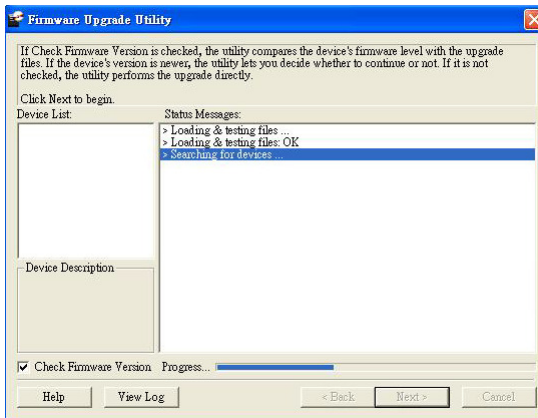 Firmware Upgrade Utility
If Check Firmware Version is checked, the utility compares the device's firmware level with the upgrade
files. If the device's version is newer, the utility lets you decide whether to continue or not. If it is not
checked, the utility performs the upgrade directly.
Click Next to begin.
Device List:
Status Messages:
> Loading & testing files ...
> Loading & testing files: OK
> Searching for devices ...
Device Description
Check Firmware Version
Progress...
Help
View Log
< Back
Next >
Cancel